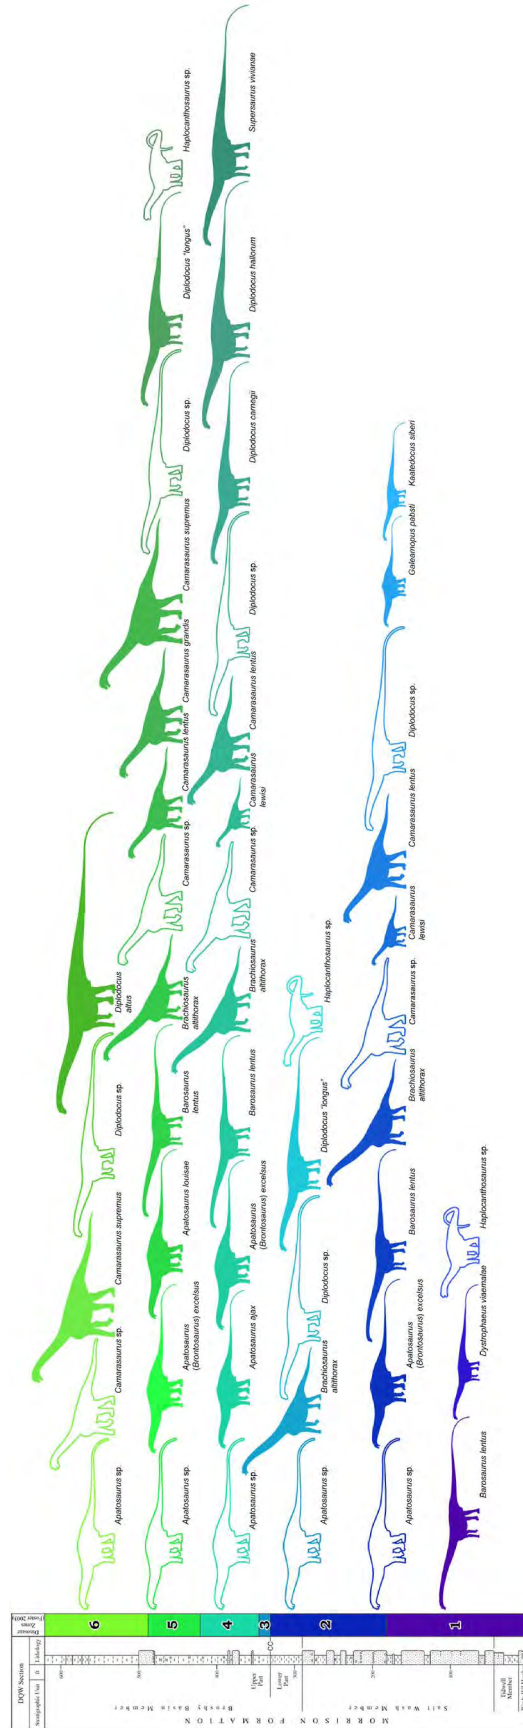 DQW Section
Stratigraphic Unit
Lithology
Dinosaur Zones (Foster 2003)
MORRISON FORMATION
Brushy Basin Member
Upper Part
Lower Part
Salt Wash Member
Tidwell Member
CC
6
5
4
3
2
1
Apatosaurus sp.
Camarasaurus sp.
Camarasaurus supremus
Diplodocus sp.
Diplodocus
altus
Apatosaurus sp.
Apatosaurus
(Brontosaurus) excelsus
Apatosaurus louisae
Barosaurus
lentus
Brachiosaurus
altithorax
Camarasaurus sp.
Camarasaurus lentus
Camarasaurus grandis
Camarasaurus supremus
Diplodocus sp.
Diplodocus "longus"
Haplocanthosaurus sp.
Apatosaurus sp.
Apatosaurus ajax
Apatosaurus
(Brontosaurus) excelsus
Barosaurus lentus
Brachiosaurus
altithorax
Camarasaurus sp.
Camarasaurus
lewisi
Camarasaurus lentus
Diplodocus sp.
Diplodocus carnegii
Diplodocus hallorum
Supersaurus vivianae
Apatosaurus sp.
Brachiosaurus
altithorax
Diplodocus sp.
Diplodocus "longus"
Haplocanthosaurus sp.
Apatosaurus sp.
Apatosaurus
(Brontosaurus) excelsus
Barosaurus lentus
Brachiosaurus
altithorax
Camarasaurus sp.
Camarasaurus
lewisi
Camarasaurus lentus
Diplodocus sp.
Galeamopus pabsti
Kaatedocus siberi
Barosaurus lentus
Dystrophaeus viaemalae
Haplocanthosaurus sp.